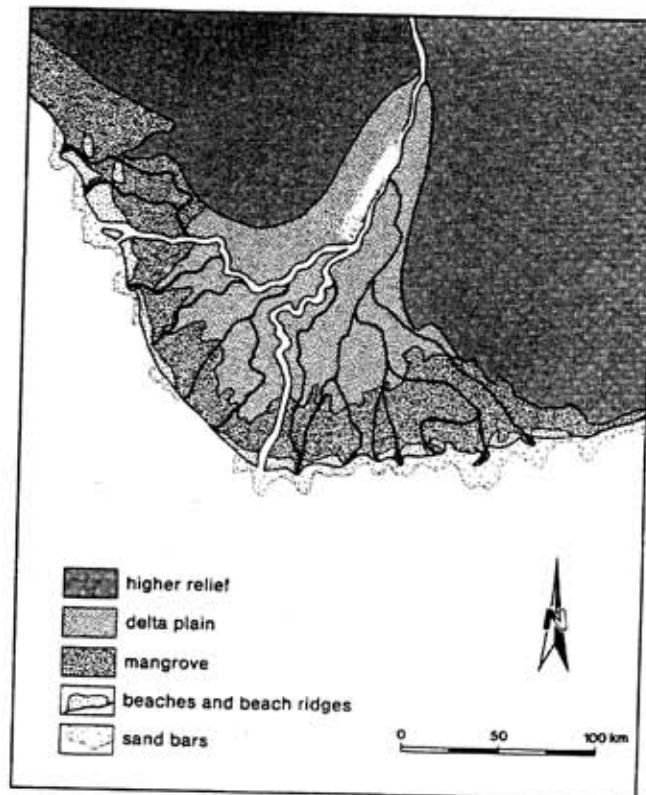 higher relief
delta plain
mangrove
beaches and beach ridges
sand bars
N
0 50 100 km